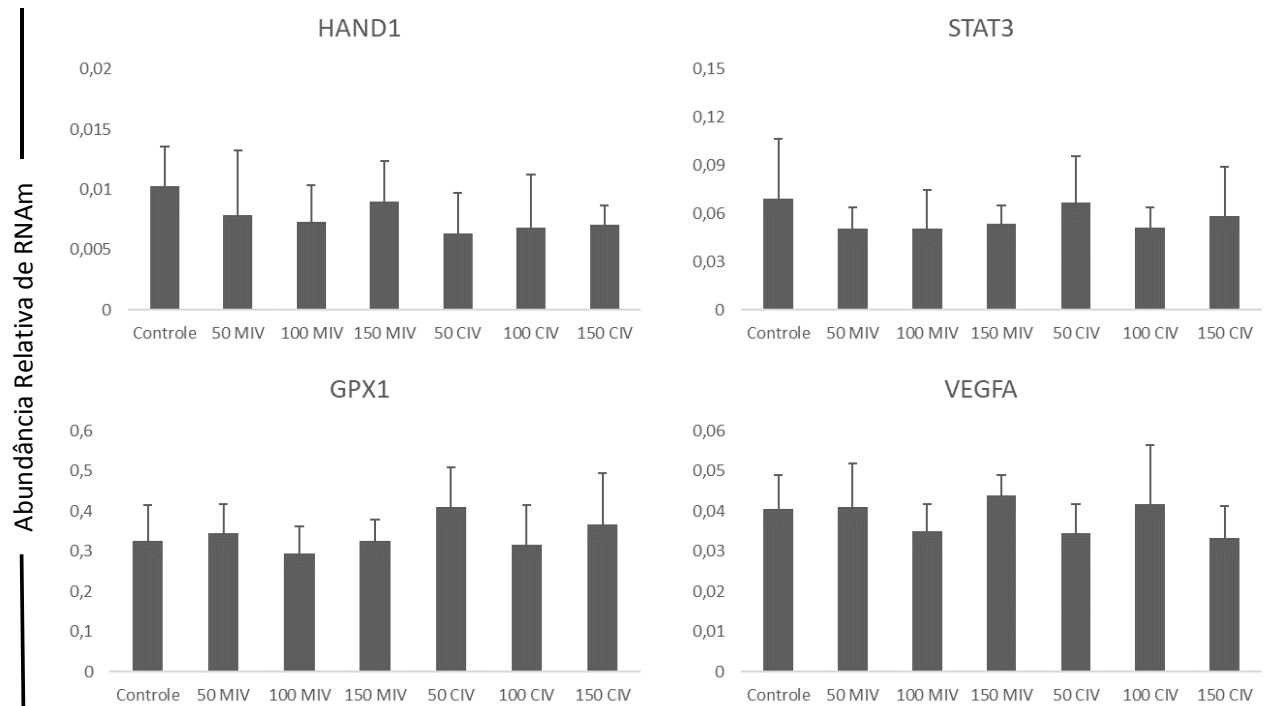 Abundância Relativa de RNAm
HAND1
0,02
0,015
0,01
0,005
0
Controle 50 MIV 100 MIV 150 MIV 50 CIV 100 CIV 150 CIV
STAT3
0,15
0,12
0,09
0,06
0,03
0
Controle 50 MIV 100 MIV 150 MIV 50 CIV 100 CIV 150 CIV
GPX1
0,6
0,5
0,4
0,3
0,2
0,1
0
Controle 50 MIV 100 MIV 150 MIV 50 CIV 100 CIV 150 CIV
VEGFA
0,06
0,05
0,04
0,03
0,02
0,01
0
Controle 50 MIV 100 MIV 150 MIV 50 CIV 100 CIV 150 CIV